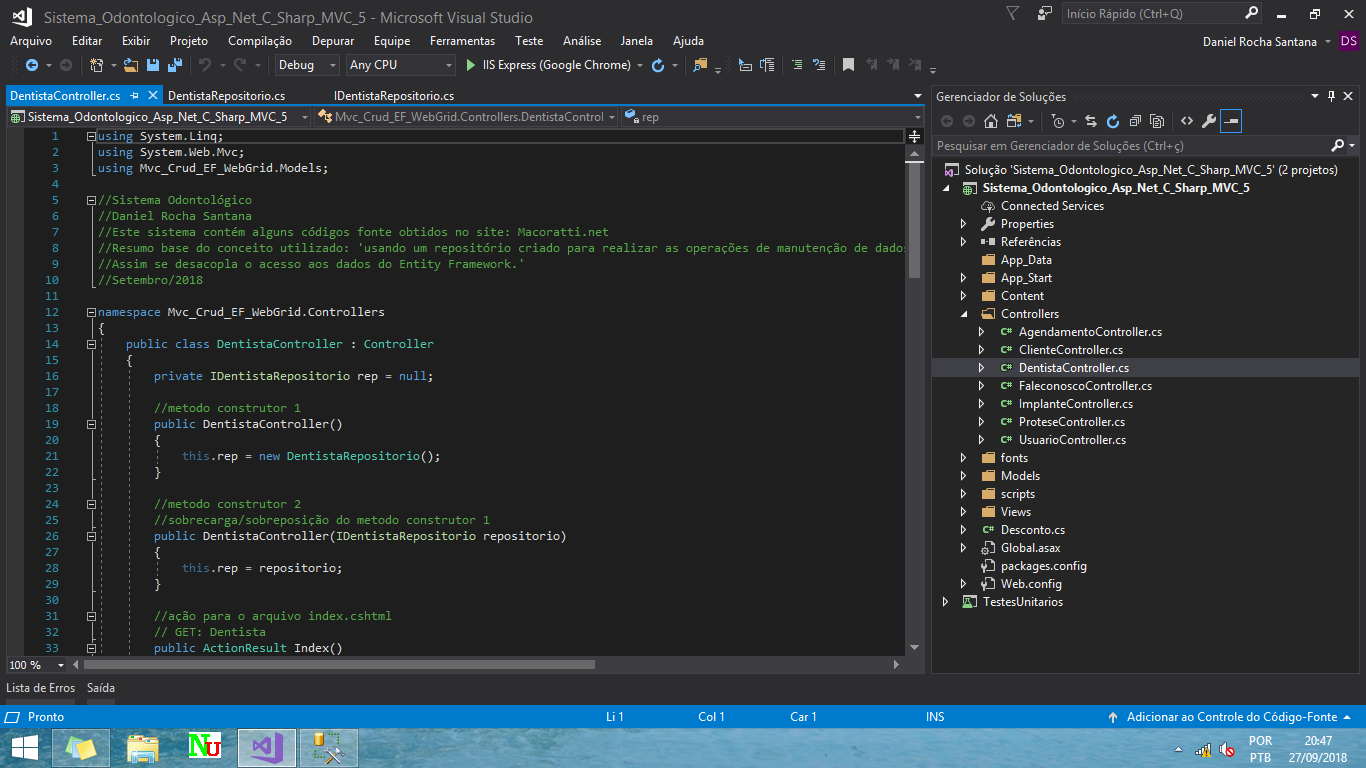 Sistema_Odontologico_Asp_Net_C_Sharp_MVC_5 - Microsoft Visual Studio
Início Rápido (Ctrl+Q)
Arquivo Editar Exibir Projeto Compilação Depurar Equipe Ferramentas Teste Análise Janela Ajuda
Daniel Rocha Santana DS
Debug Any CPU IIS Express (Google Chrome)
DentistaController.cs DentistaRepositorio.cs IDentistaRepositorio.cs
Sistema_Odontologico_Asp_Net_C_Sharp_MVC_5 Mvc_Crud_EF_WebGrid.Controllers.DentistaControl rep
1 using System.Linq;
2 using System.Web.Mvc;
3 using Mvc_Crud_EF_WebGrid.Models;
4
5 //Sistema Odontológico
6 //Daniel Rocha Santana
7 //Este sistema contém alguns códigos fonte obtidos no site: Macoratti.net
8 //Resumo base do conceito utilizado: 'usando um repositório criado para realizar as operações de manutenção de dados
9 //Assim se desacopla o acesso aos dados do Entity Framework.'
10 //Setembro/2018
11
12 namespace Mvc_Crud_EF_WebGrid.Controllers
13 {
14 public class DentistaController : Controller
15 {
16 private IDentistaRepositorio rep = null;
17
18 //metodo construtor 1
19 public DentistaController()
20 {
21 this.rep = new DentistaRepositorio();
22 }
23
24 //metodo construtor 2
25 //sobrecarga/sobreposição do metodo construtor 1
26 public DentistaController(IDentistaRepositorio repositorio)
27 {
28 this.rep = repositorio;
29 }
30
31 //ação para o arquivo index.cshtml
32 // GET: Dentista
33 public ActionResult Index()
100 %
Gerenciador de Soluções
Pesquisar em Gerenciador de Soluções (Ctrl+ç)
Solução 'Sistema_Odontologico_Asp_Net_C_Sharp_MVC_5' (2 projetos)
Sistema_Odontologico_Asp_Net_C_Sharp_MVC_5
Connected Services
Properties
Referências
App_Data
App_Start
Content
Controllers
C# AgendamentoController.cs
C# ClienteController.cs
C# DentistaController.cs
C# FaleconoscoController.cs
C# ImplanteController.cs
C# ProteseController.cs
C# UsuarioController.cs
fonts
Models
scripts
Views
C# Desconto.cs
Global.asax
packages.config
Web.config
TestesUnitarios
Lista de Erros Saída
Pronto Li 1 Col 1 Car 1 INS Adicionar ao Controle do Código-Fonte
NU
POR 20:47
PTB 27/09/2018